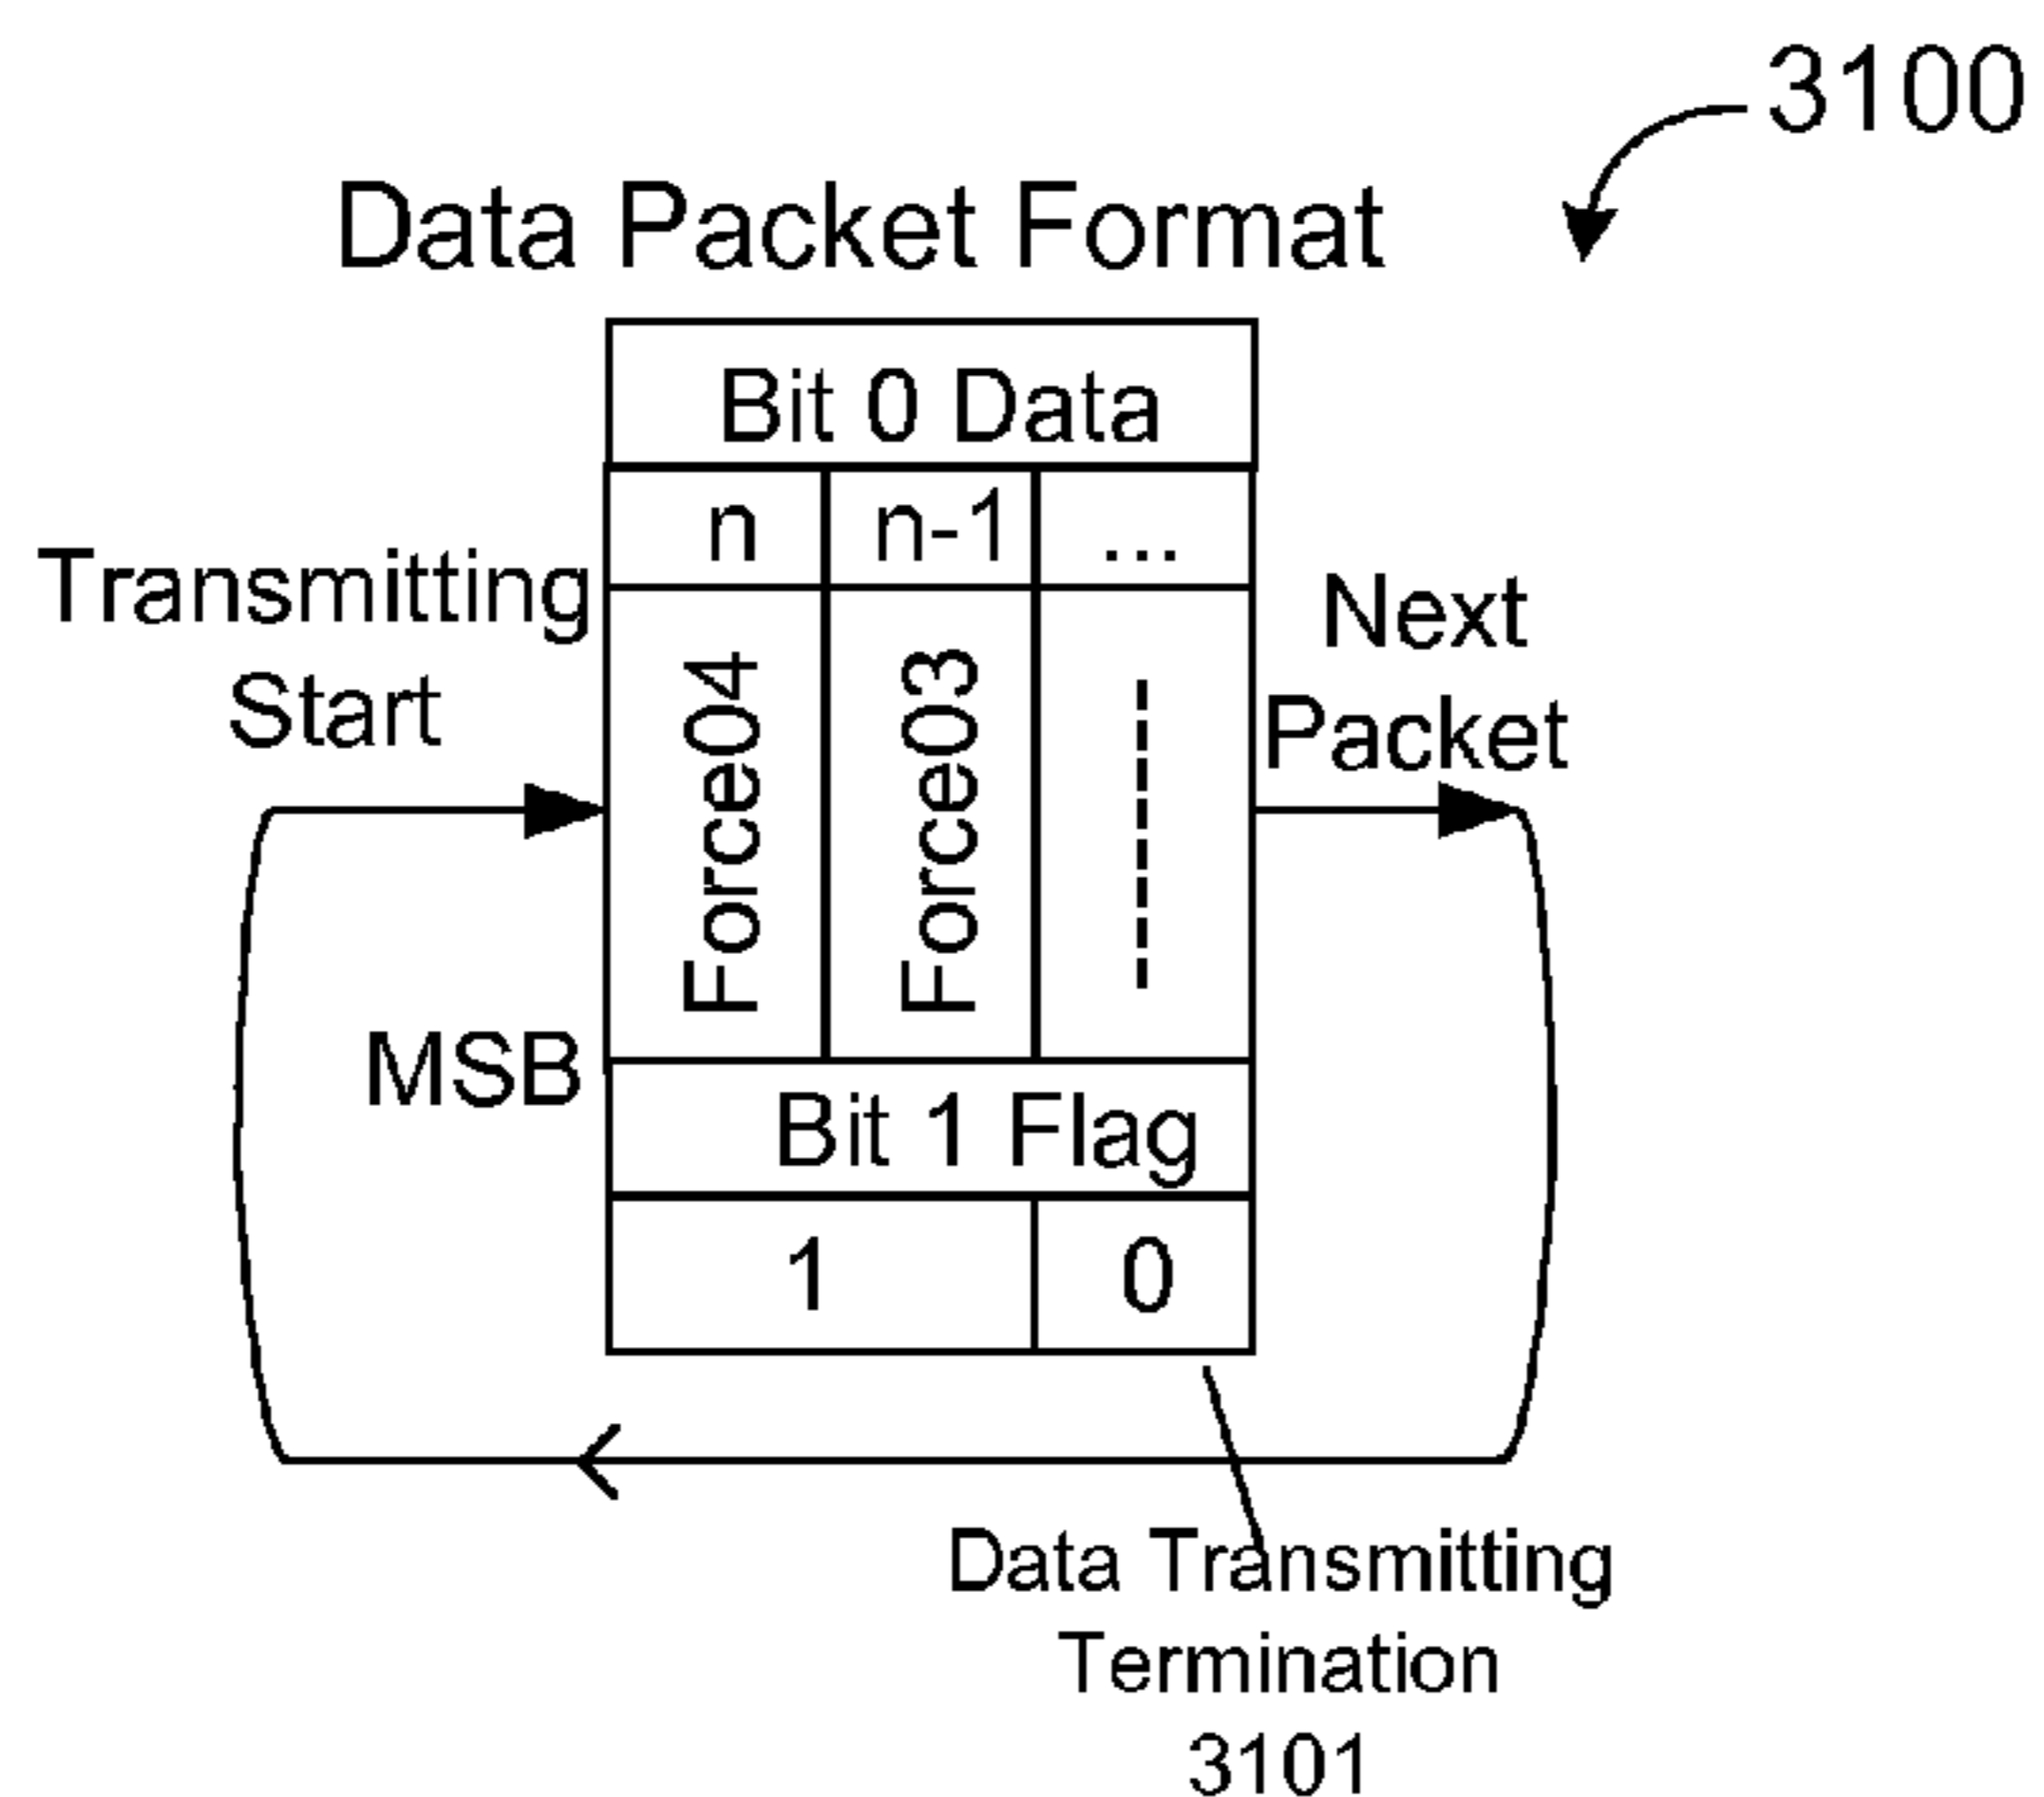 3100
Data Packet Format
Bit 0 Data
n n-1 ...
Transmitting
Start
Force04
Force03
Next
Packet
MSB
Bit 1 Flag
1 0
Data Transmitting
Termination
3101